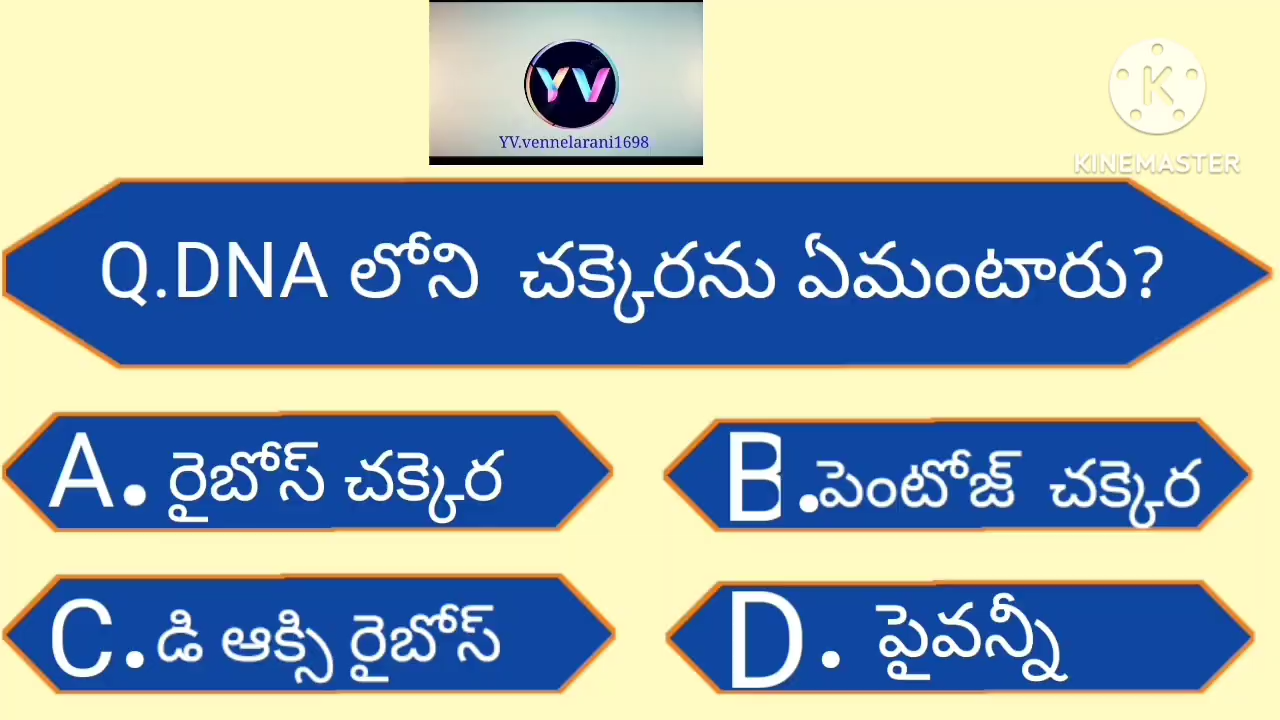 YV
YV.vennelarani1698
K
KINEMASTER
Q.DNA లోని చక్కెరను ఏమంటారు?
A. రైబోస్ చక్కెర
B.పెంటోజ్ చక్కెర
C.డి ఆక్సి రైబోస్
D. పైవన్నీ